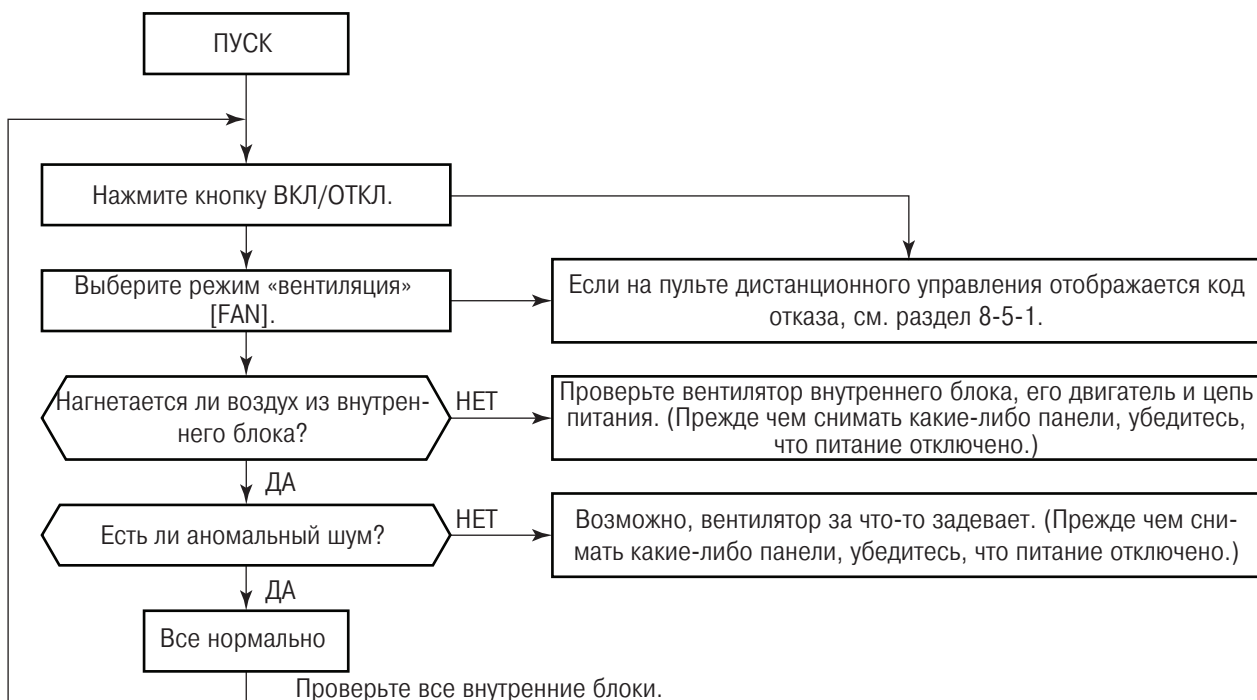 ПУСК
Нажмите кнопку ВКЛ/ОТКЛ.
Выберите режим «вентиляция»
[FAN].
Если на пульте дистанционного управления отображается код
отказа, см. раздел 8-5-1.
Нагнетается ли воздух из внутрен-
него блока?
НЕТ
Проверьте вентилятор внутреннего блока, его двигатель и цепь
питания. (Прежде чем снимать какие-либо панели, убедитесь,
что питание отключено.)
ДА
Есть ли аномальный шум?
НЕТ
Возможно, вентилятор за что-то задевает. (Прежде чем сни-
мать какие-либо панели, убедитесь, что питание отключено.)
ДА
Все нормально
Проверьте все внутренние блоки.